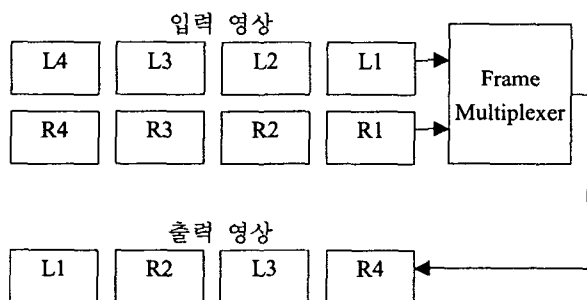 입력 영상
L4 L3 L2 L1
R4 R3 R2 R1
Frame
Multiplexer
출력 영상
L1 R2 L3 R4